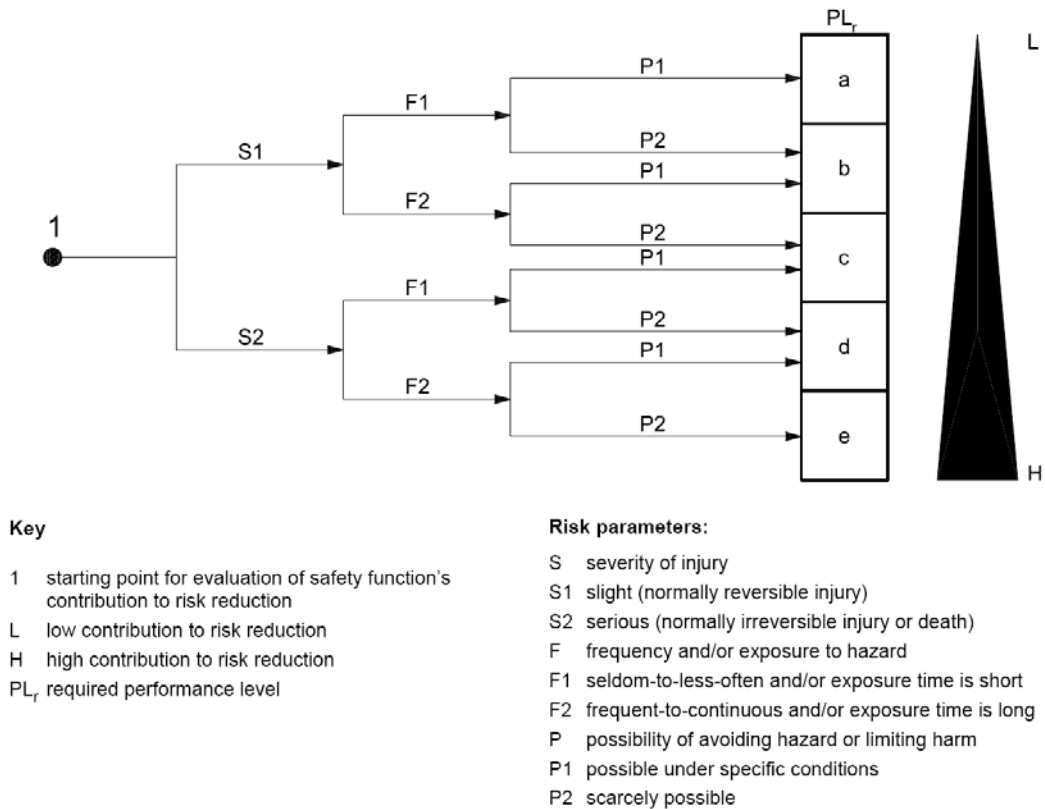 PLr
L
P1
a
F1
P2
S1
b
P1
F2
1
P2
c
P1
F1
P2
S2
d
P1
F2
P2
e
H
Key
1 starting point for evaluation of safety function's
contribution to risk reduction
L low contribution to risk reduction
H high contribution to risk reduction
PLr required performance level
Risk parameters:
S severity of injury
S1 slight (normally reversible injury)
S2 serious (normally irreversible injury or death)
F frequency and/or exposure to hazard
F1 seldom-to-less-often and/or exposure time is short
F2 frequent-to-continuous and/or exposure time is long
P possibility of avoiding hazard or limiting harm
P1 possible under specific conditions
P2 scarcely possible